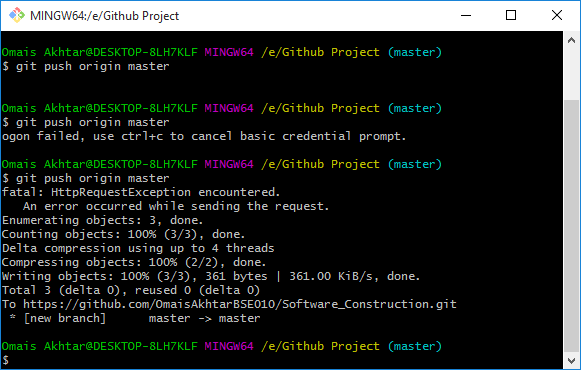 MINGW64:/e/Github Project
Omais Akhtar@DESKTOP-8LH7KLF MINGW64 /e/Github Project (master)
$ git push origin master
Omais Akhtar@DESKTOP-8LH7KLF MINGW64 /e/Github Project (master)
$ git push origin master
ogon failed, use ctrl+c to cancel basic credential prompt.
Omais Akhtar@DESKTOP-8LH7KLF MINGW64 /e/Github Project (master)
$ git push origin master
fatal: HttpRequestException encountered.
   An error occurred while sending the request.
Enumerating objects: 3, done.
Counting objects: 100% (3/3), done.
Delta compression using up to 4 threads
Compressing objects: 100% (2/2), done.
Writing objects: 100% (3/3), 361 bytes | 361.00 KiB/s, done.
Total 3 (delta 0), reused 0 (delta 0)
To https://github.com/OmaisAkhtarBSE010/Software_Construction.git
 * [new branch]      master -> master
Omais Akhtar@DESKTOP-8LH7KLF MINGW64 /e/Github Project (master)
$